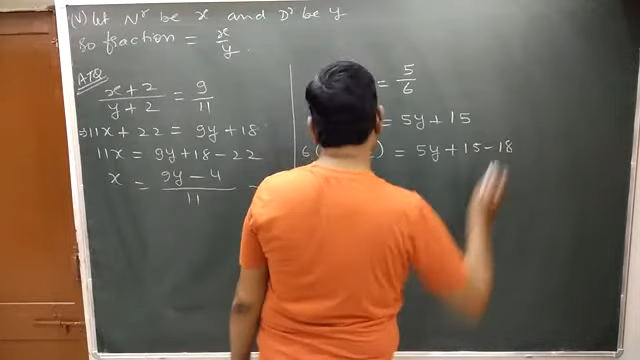 (v) Let Nʳ be x and Dʳ be y
So fraction = x/y.
ATQ
x+2/y+2 = 9/11
⇒ 11x + 22 = 9y + 18
11x = 9y + 18 - 22
x = 9y - 4/11
= 5/6
= 5y + 15
6( ) = 5y + 15 - 18